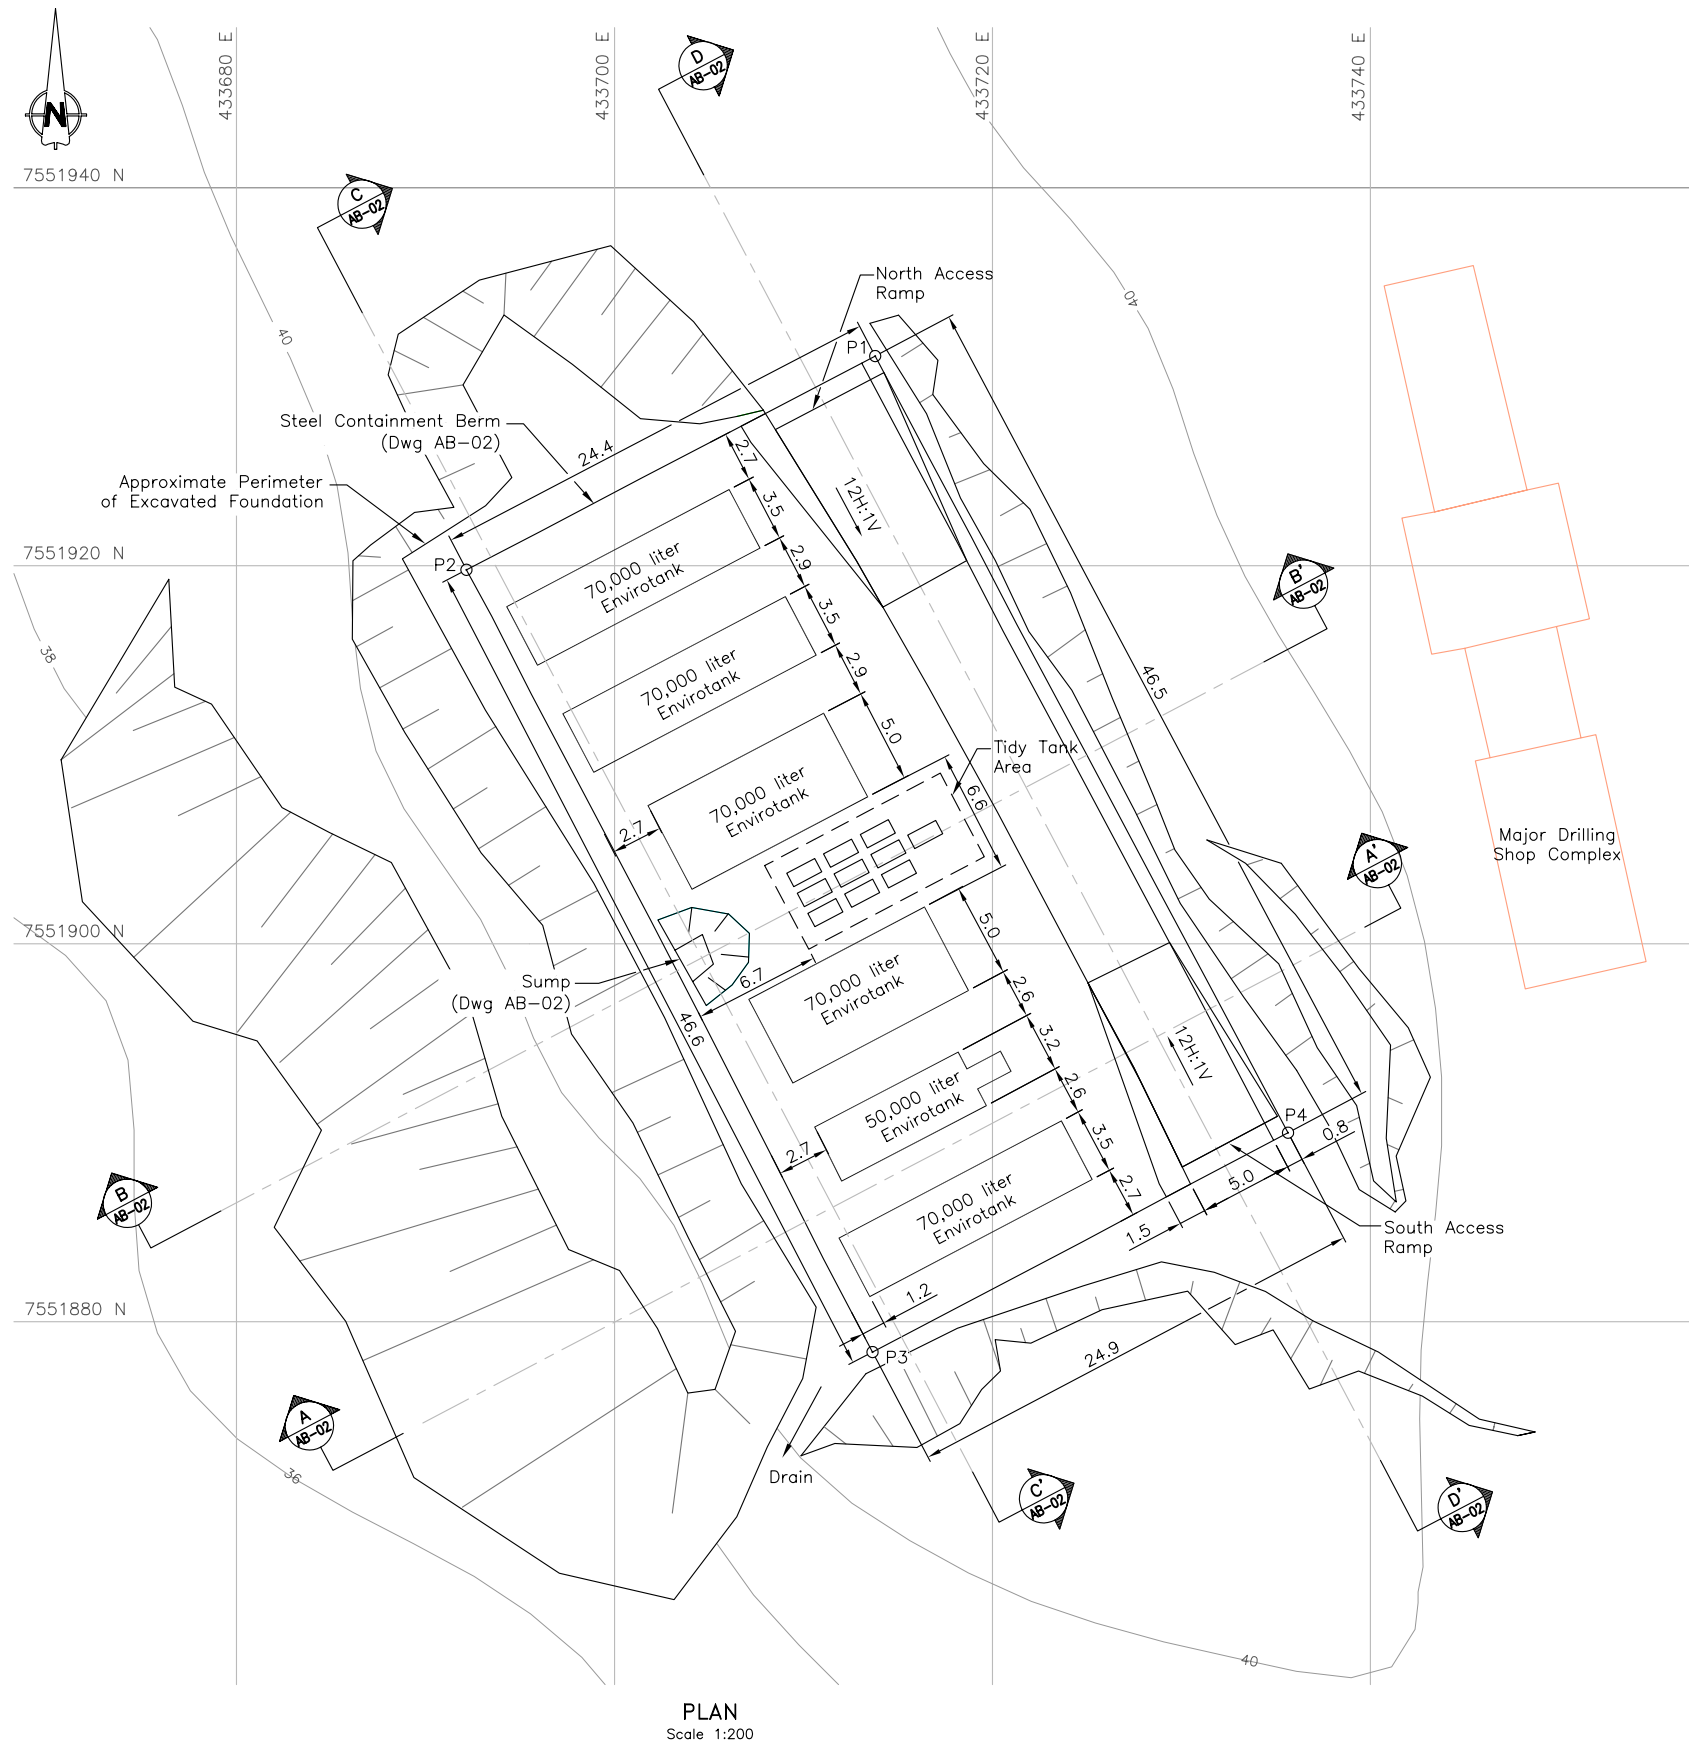 N
433680 E
433700 E
433720 E
433740 E
D
AB-02
7551940 N
C
AB-02
North Access
Ramp
40
40
P1
Steel Containment Berm
(Dwg AB-02)
24.4
2.7
Approximate Perimeter
of Excavated Foundation
3.5
12H:1V
7551920 N
P2
70,000 liter
Envirotank
2.9
B'
AB-02
3.5
38
70,000 liter
Envirotank
2.9
46.5
5.0
Tidy Tank
Area
70,000 liter
Envirotank
6.6
2.7
Major Drilling
Shop Complex
A'
AB-02
7551900 N
5.0
Sump
(Dwg AB-02)
6.7
70,000 liter
Envirotank
2.6
46.6
3.2
12H:1V
50,000 liter
Envirotank
2.6
P4
3.5
0.8
2.7
70,000 liter
Envirotank
2.7
5.0
B
AB-02
1.5
South Access
Ramp
1.2
7551880 N
P3
24.9
A
AB-02
Drain
36
C'
AB-02
D'
AB-02
40
PLAN
Scale 1:200